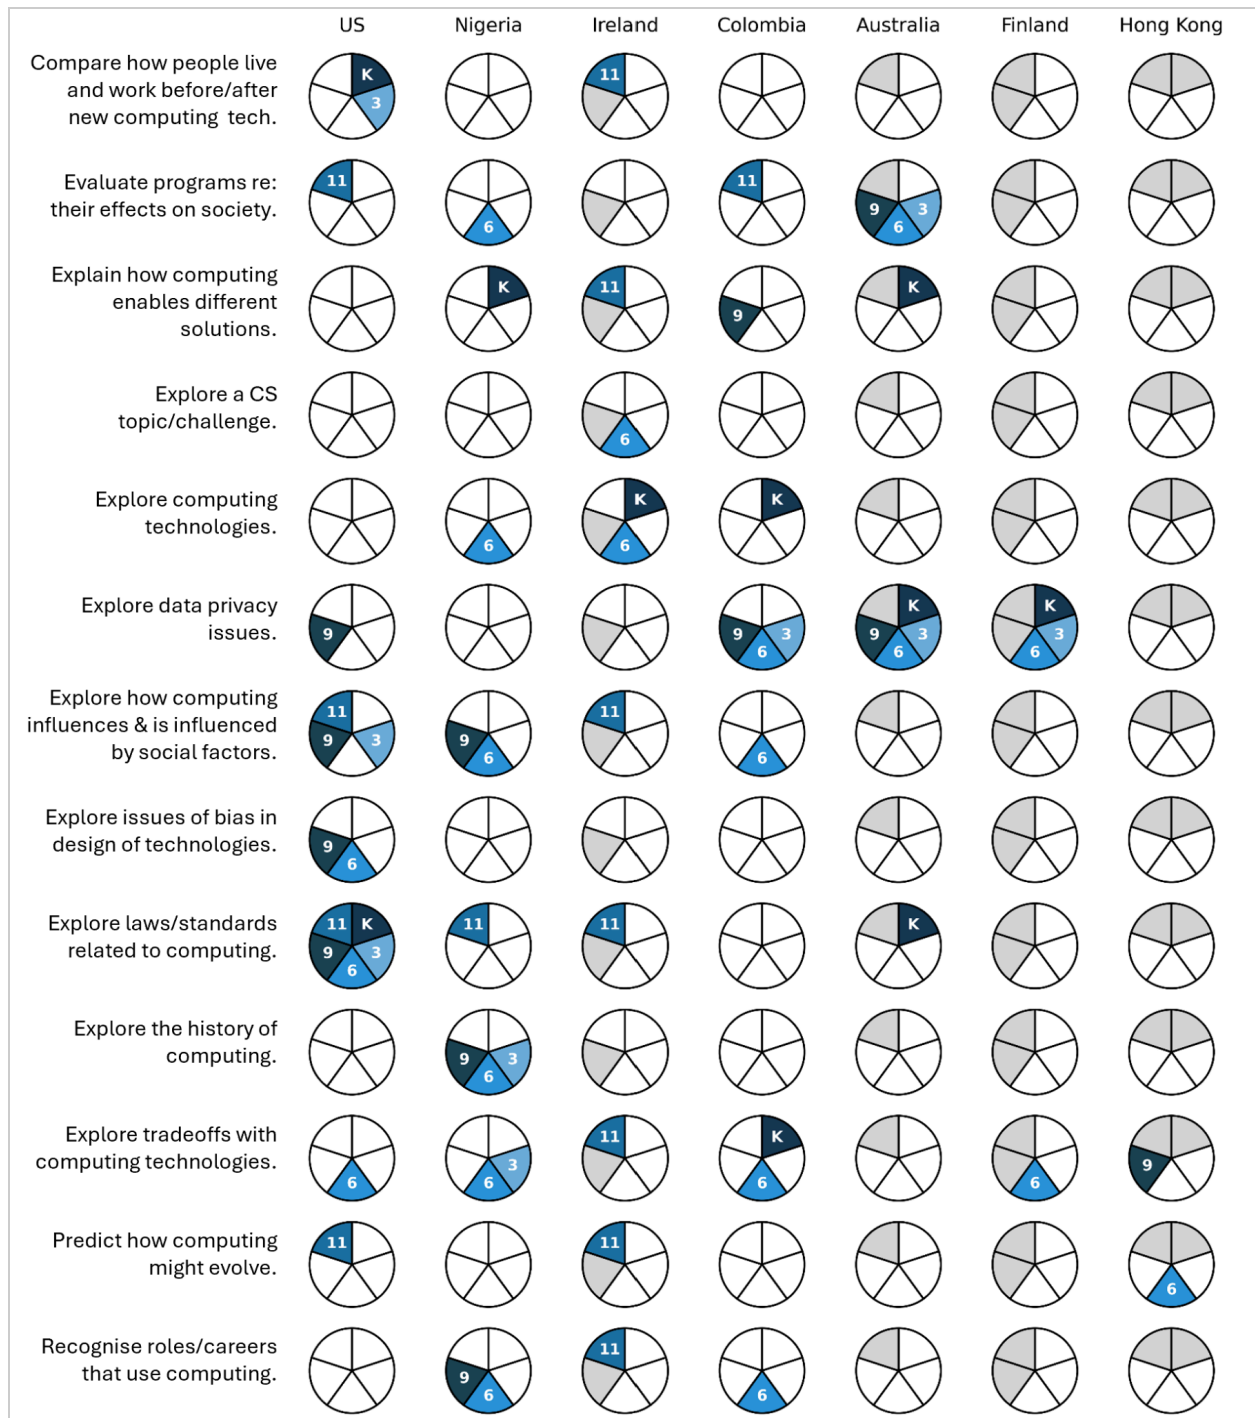 US Nigeria Ireland Colombia Australia Finland Hong Kong
Compare how people live
and work before/after
new computing tech.
K 3
11
Evaluate programs re:
their effects on society.
11
6
11
9 6 3
Explain how computing
enables different
solutions.
K
11
9
K
Explore a CS
topic/challenge.
6
Explore computing
technologies.
6
K 6
K
Explore data privacy
issues.
9
9 6 3
K 9 6 3
K 6 3
Explore how computing
influences & is influenced
by social factors.
11 9 3
9 6
11
6
Explore issues of bias in
design of technologies.
9 6
Explore laws/standards
related to computing.
11 K 9 6 3
11
11
K
Explore the history of
computing.
9 6 3
Explore tradeoffs with
computing technologies.
6
6 3
11
K 6
6
9
Predict how computing
might evolve.
11
11
6
Recognise roles/careers
that use computing.
9 6
11
6